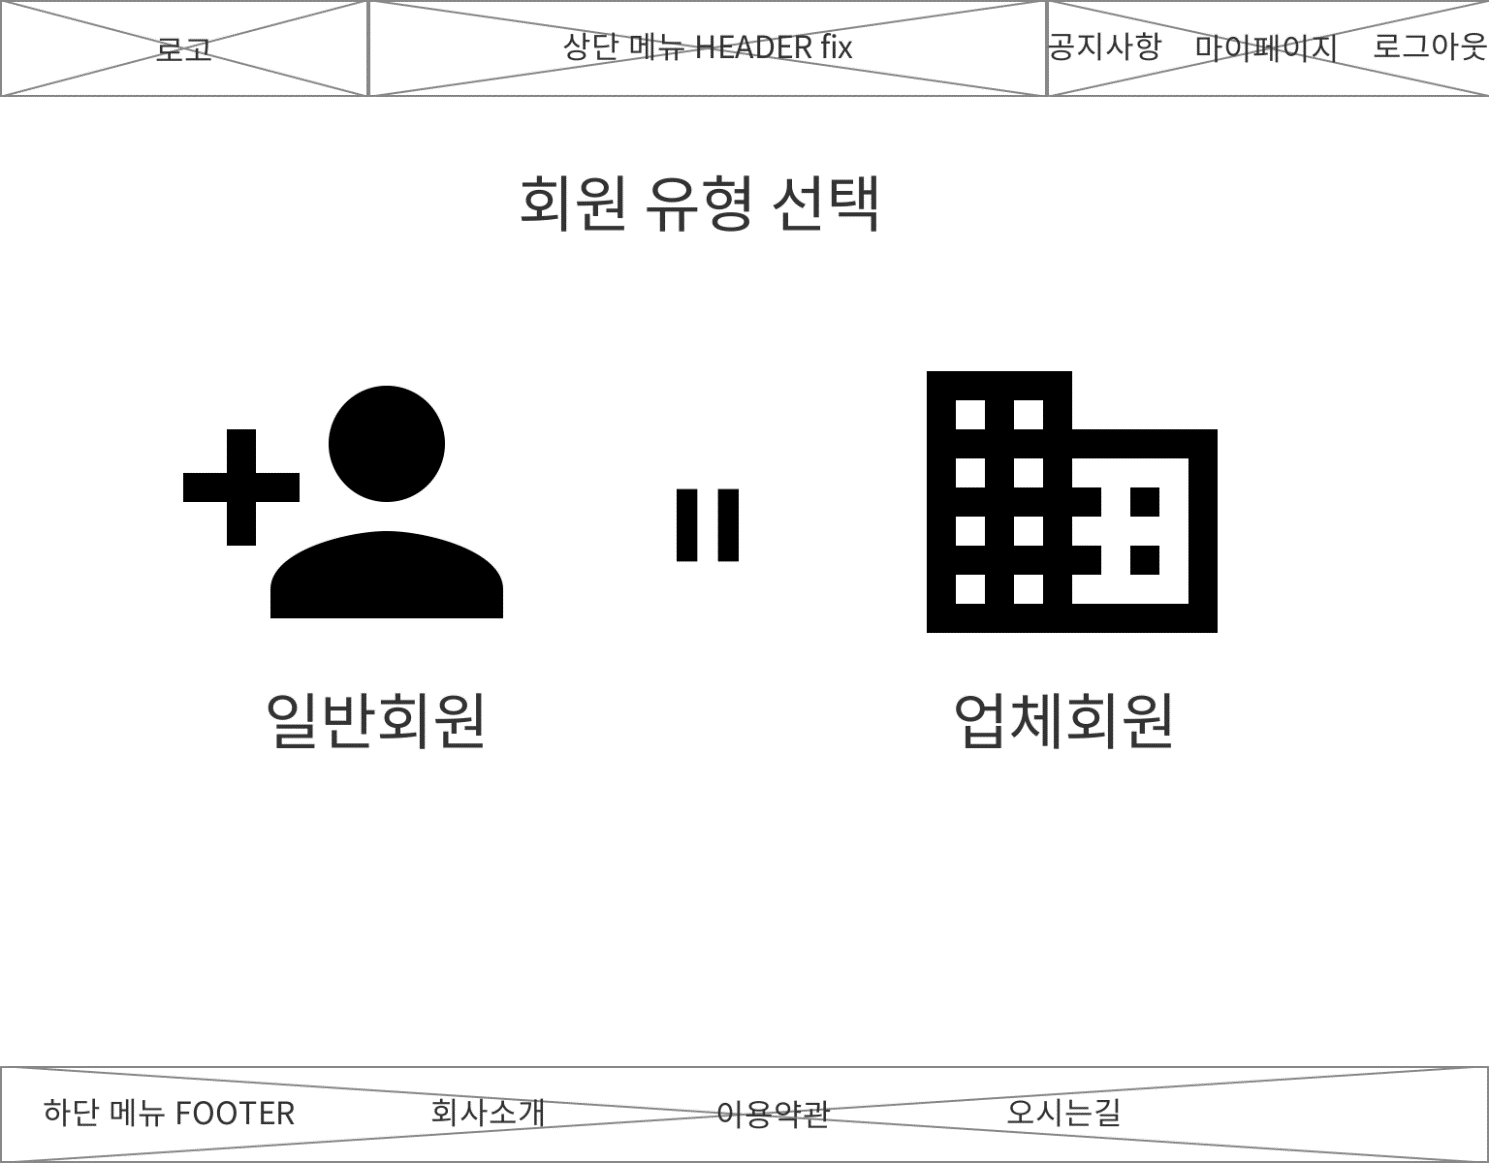 로고
상단 메뉴 HEADER fix
공지사항 마이페이지 로그아웃
회원 유형 선택
일반회원
업체회원
하단 메뉴 FOOTER 회사소개 이용약관 오시는길